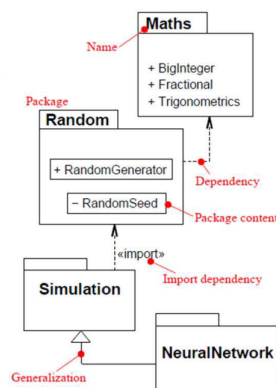 Maths
Name
+ BigInteger
+ Fractional
+ Trigonometrics
Package
Random
+ RandomGenerator
Dependency
− RandomSeed
Package content
«import»
Import dependency
Simulation
NeuralNetwork
Generalization